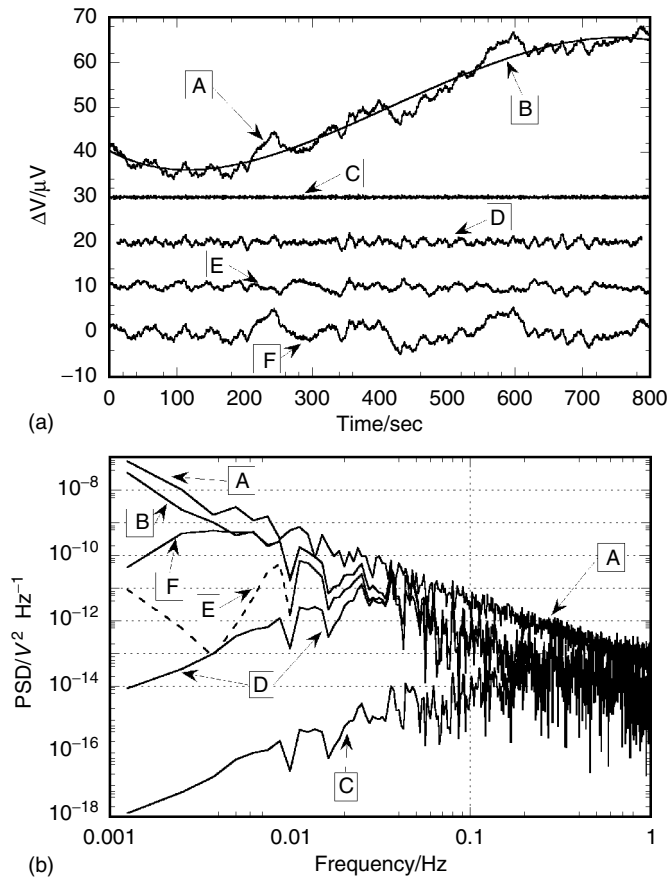 70
60
50
40
30
20
10
0
−10
ΔV/μV
A
B
C
D
E
F
0 100 200 300 400 500 600 700 800
Time/sec
(a)
10−8
10−10
10−12
10−14
10−16
10−18
PSD/V2 Hz−1
A
B
F
E
D
C
A
0.001 0.01 0.1 1
Frequency/Hz
(b)